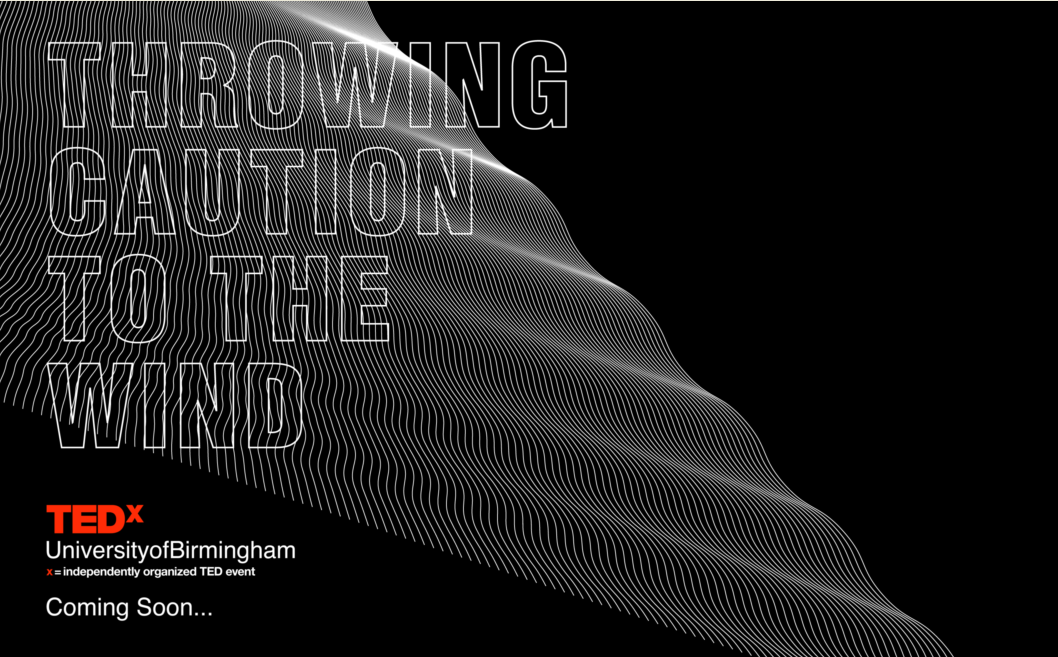 THROWING
CAUTION
TO THE
WIND
TEDx
UniversityofBirmingham
x = independently organized TED event
Coming Soon...